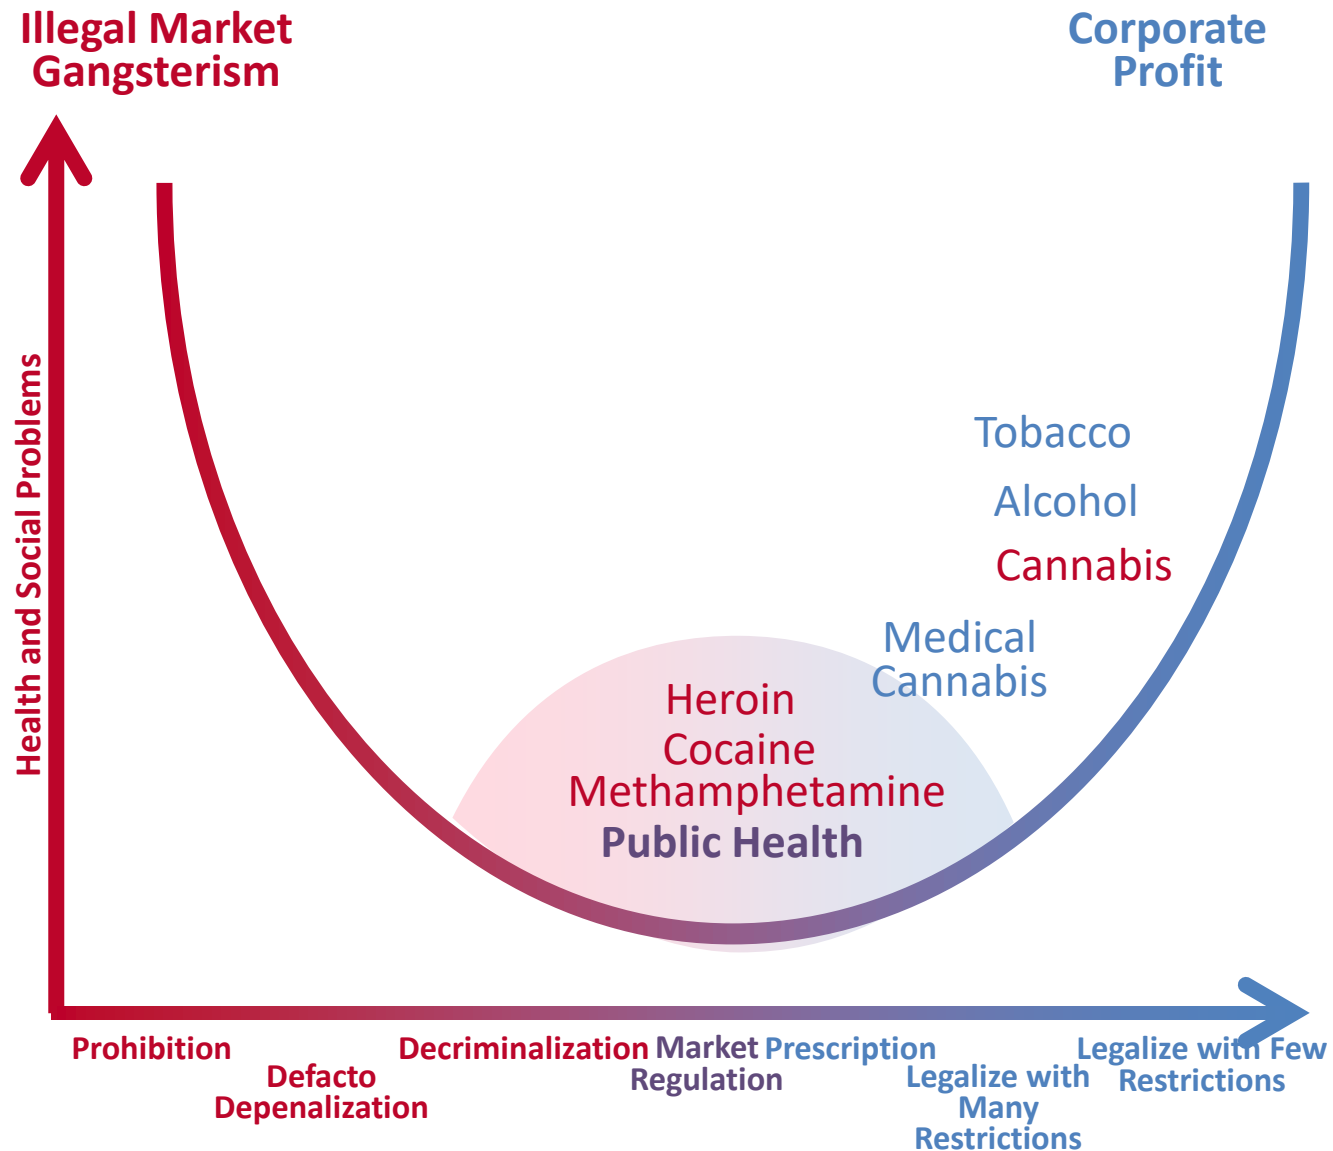 Illegal Market
Gangsterism
Corporate
Profit
Health and Social Problems
Tobacco
Alcohol
Cannabis
Medical
Cannabis
Heroin
Cocaine
Methamphetamine
Public Health
Prohibition
Defacto
Depenalization
Decriminalization
Market
Regulation
Prescription
Legalize with
Many
Restrictions
Legalize with Few
Restrictions